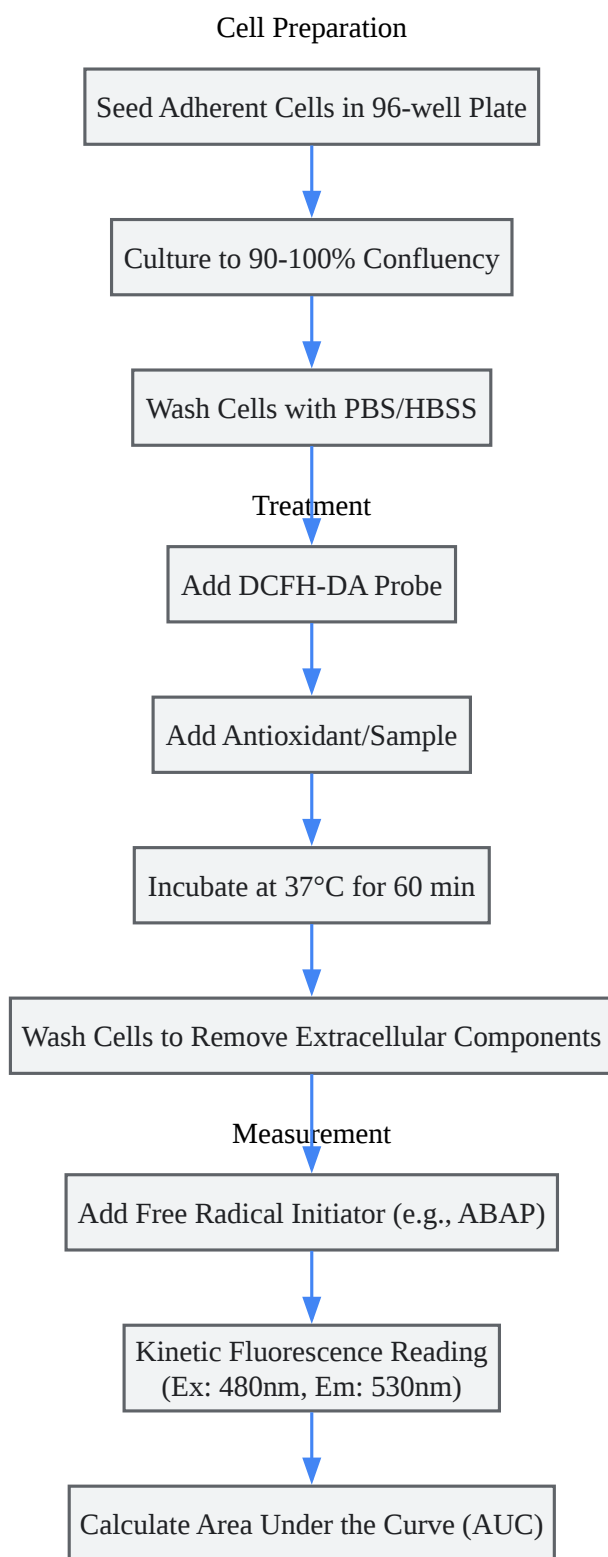 Cell Preparation
Seed Adherent Cells in 96-well Plate
Culture to 90-100% Confluency
Wash Cells with PBS/HBSS
Treatment
Add DCFH-DA Probe
Add Antioxidant/Sample
Incubate at 37°C for 60 min
Wash Cells to Remove Extracellular Components
Measurement
Add Free Radical Initiator (e.g., ABAP)
Kinetic Fluorescence Reading
(Ex: 480nm, Em: 530nm)
Calculate Area Under the Curve (AUC)